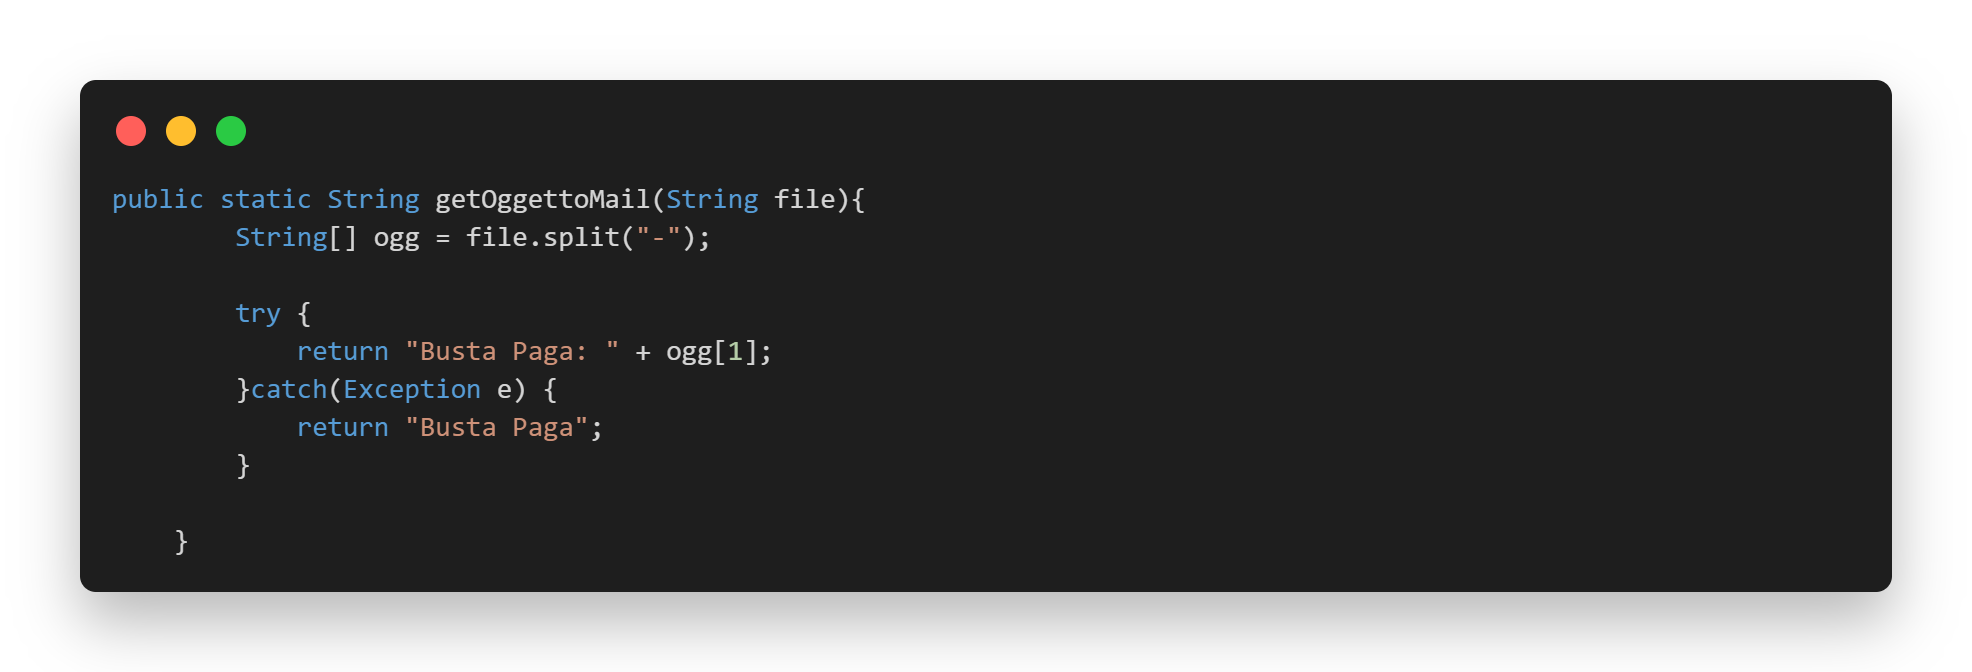 public static String getOggettoMail(String file){
        String[] ogg = file.split("-");
        try {
            return "Busta Paga: " + ogg[1];
        }catch(Exception e) {
            return "Busta Paga";
        }
    }